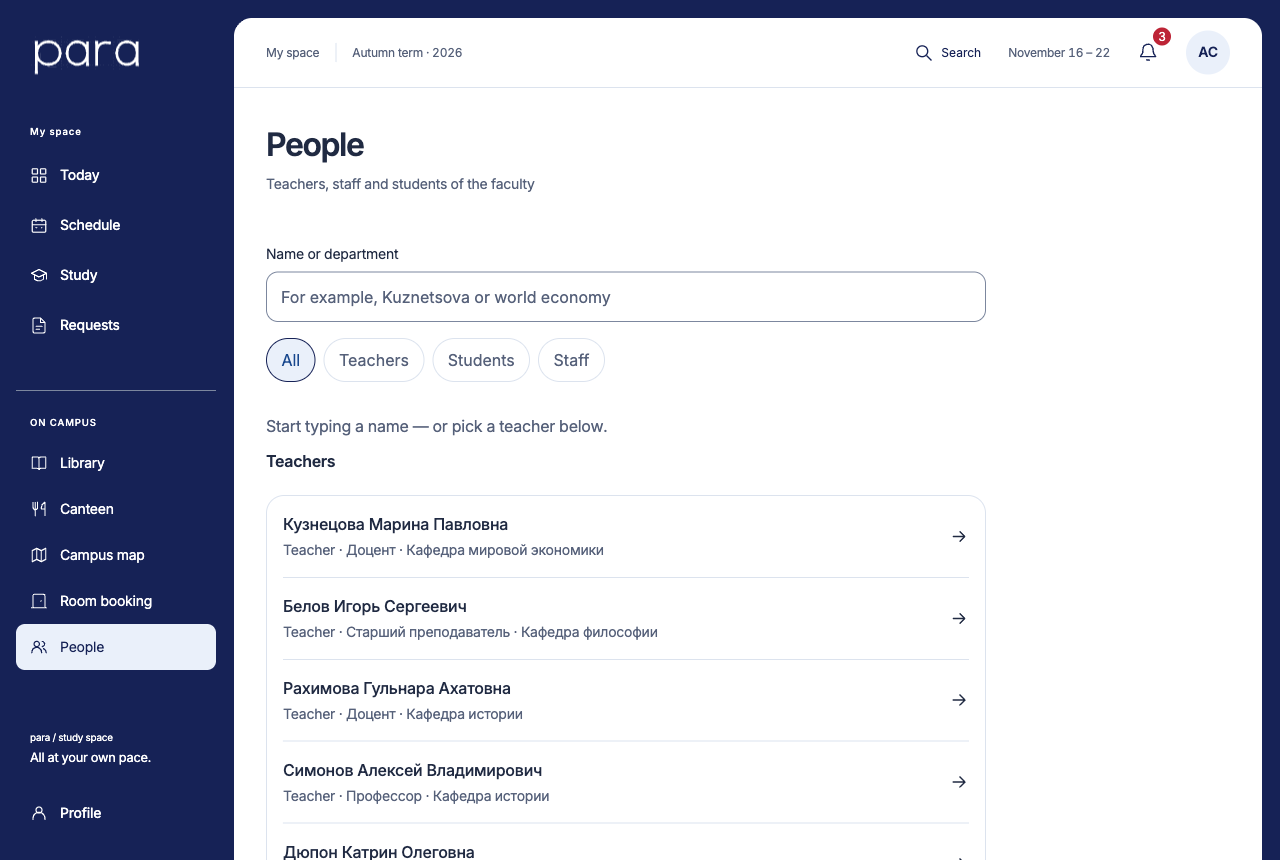 para
My space
Today
Schedule
Study
Requests
ON CAMPUS
Library
Canteen
Campus map
Room booking
People
para / study space
All at your own pace.
Profile
My space
Autumn term · 2026
Search
November 16 – 22
3
AC
People
Teachers, staff and students of the faculty
Name or department
For example, Kuznetsova or world economy
All
Teachers
Students
Staff
Start typing a name — or pick a teacher below.
Teachers
Кузнецова Марина Павловна
Teacher · Доцент · Кафедра мировой экономики
Белов Игорь Сергеевич
Teacher · Старший преподаватель · Кафедра философии
Рахимова Гульнара Ахатовна
Teacher · Доцент · Кафедра истории
Симонов Алексей Владимирович
Teacher · Профессор · Кафедра истории
Дюпон Катрин Олеговна